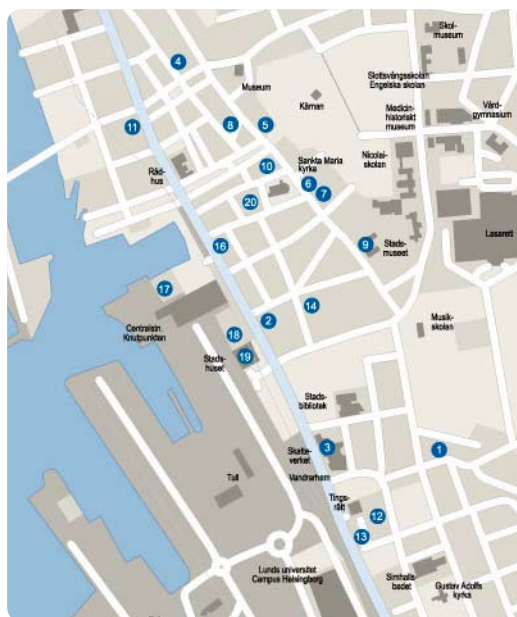 Skol-
museum
4
Slottsvångsskolan
Engelska skolan
Museum
Kärnan
Medicin-
historiskt
museum
Vård-
gymnasium
11
8
5
Nicolai-
skolan
Råd-
hus
10
Sankta Maria
kyrka
6
7
20
Lasarett
16
9
Stads-
museet
17
14
Centralstn.
Knutpunkten
2
Musik-
skolan
18
Stads-
huset
19
Stads-
bibliotek
Skatte-
verket
3
1
Tull
Vandrarhem
Tings-
rätt
12
13
Lunds universitet
Campus Helsingborg
Simhalls-
badet
Gustav Adolfs
kyrka